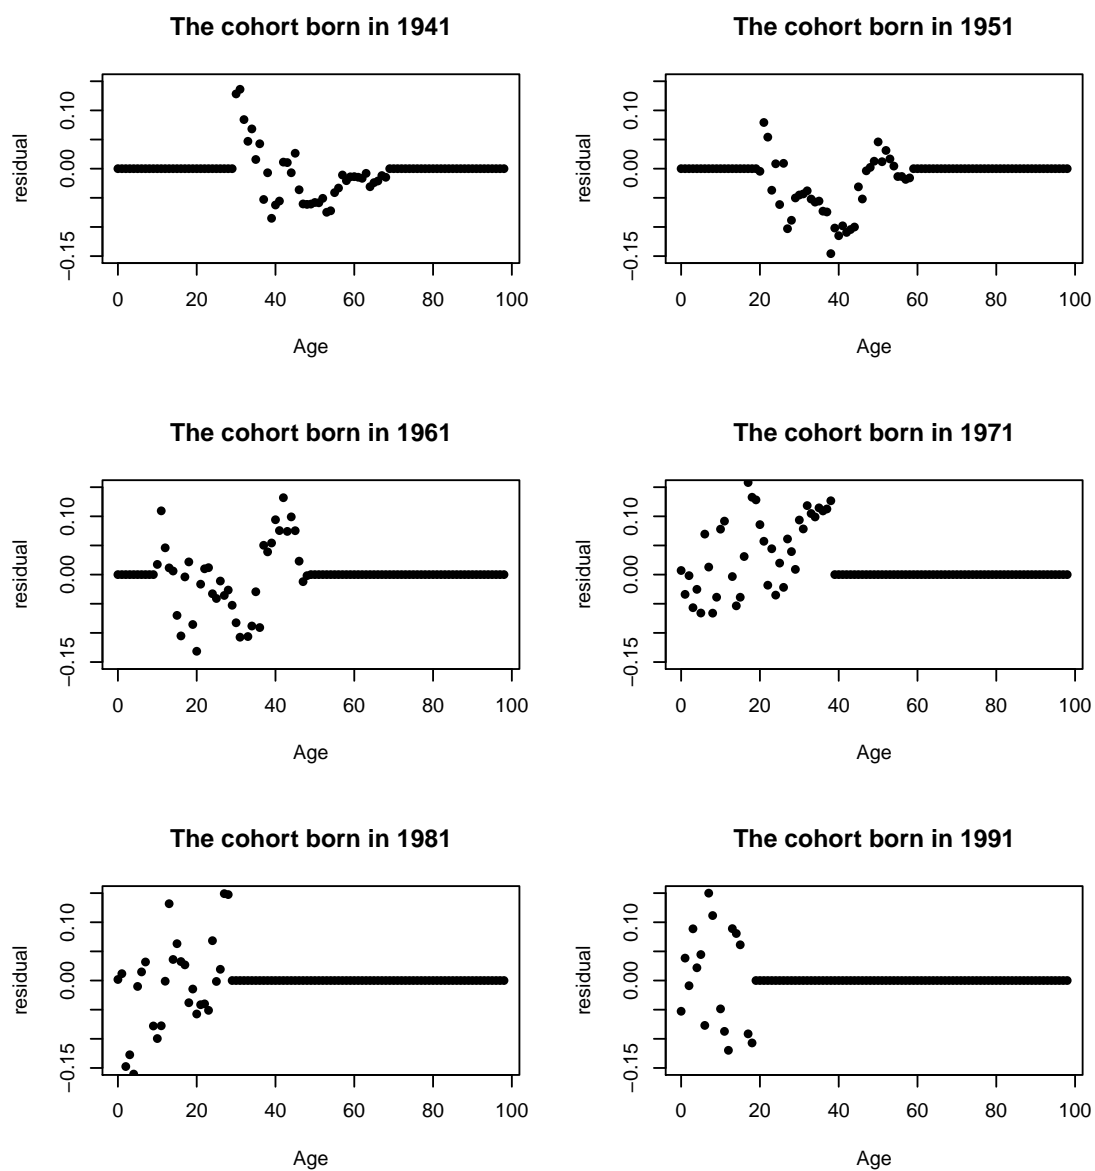 The cohort born in 1941
residual
0.10
0.00
−0.15
0 20 40 60 80 100
Age
The cohort born in 1951
residual
0.10
0.00
−0.15
0 20 40 60 80 100
Age
The cohort born in 1961
residual
0.10
0.00
−0.15
0 20 40 60 80 100
Age
The cohort born in 1971
residual
0.10
0.00
−0.15
0 20 40 60 80 100
Age
The cohort born in 1981
residual
0.10
0.00
−0.15
0 20 40 60 80 100
Age
The cohort born in 1991
residual
0.10
0.00
−0.15
0 20 40 60 80 100
Age